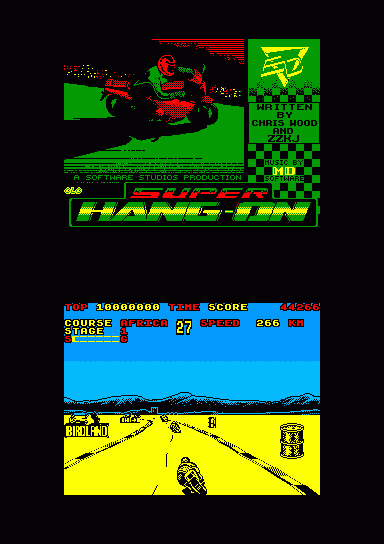 WRITTEN
BY
CHRIS WOOD
AND
ZZKJ
MUSIC BY
MD
SOFTWARE
A SOFTWARE STUDIOS PRODUCTION
SUPER
HANG-ON
TOP 10000000 TIME SCORE 44266
COURSE AFRICA 27 SPEED 266 KM
STAGE 1
S G
BIRDLAND